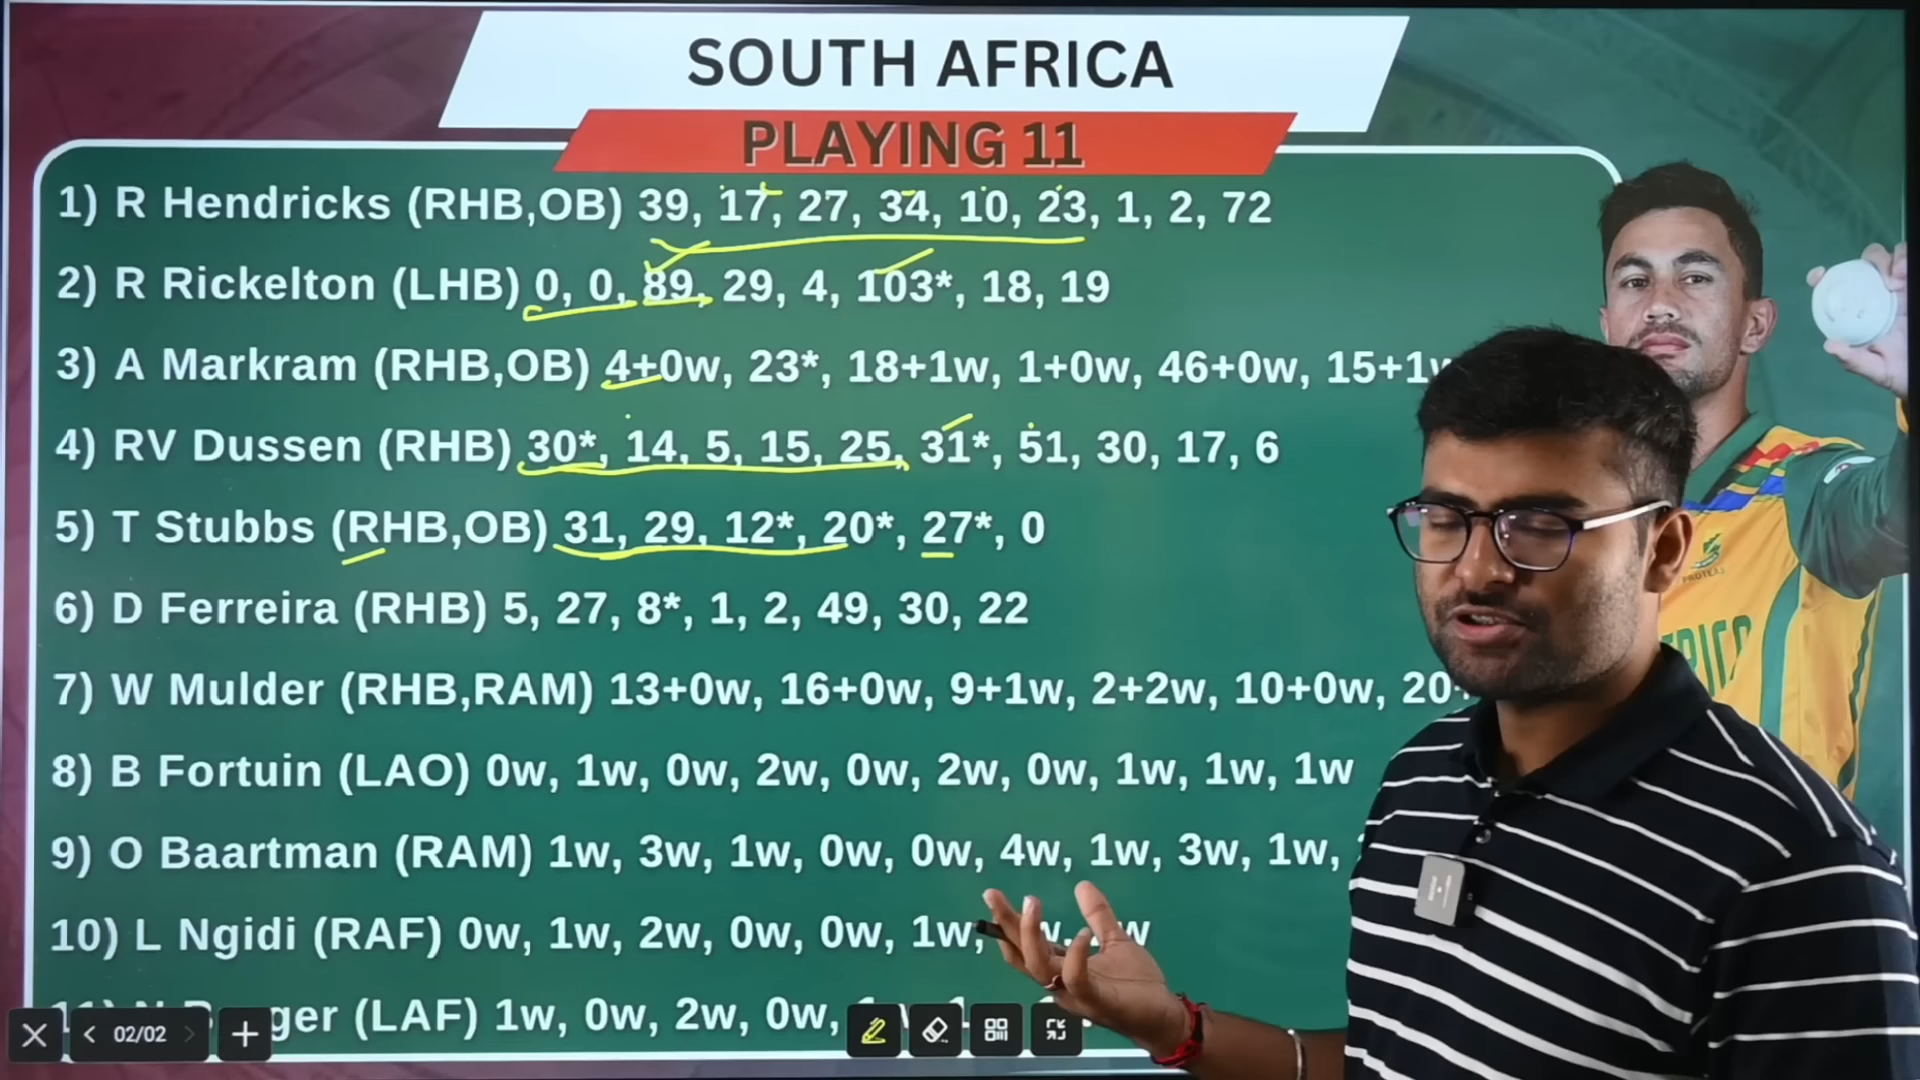 SOUTH AFRICA
PLAYING 11
1) R Hendricks (RHB,OB) 39, 17, 27, 34, 10, 23, 1, 2, 72
2) R Rickelton (LHB) 0, 0, 89, 29, 4, 103*, 18, 19
3) A Markram (RHB,OB) 4+0w, 23*, 18+1w, 1+0w, 46+0w, 15+1w
4) RV Dussen (RHB) 30*, 14, 5, 15, 25, 31*, 51, 30, 17, 6
5) T Stubbs (RHB,OB) 31, 29, 12*, 20*, 27*, 0
6) D Ferreira (RHB) 5, 27, 8*, 1, 2, 49, 30, 22
7) W Mulder (RHB,RAM) 13+0w, 16+0w, 9+1w, 2+2w, 10+0w, 20+
8) B Fortuin (LAO) 0w, 1w, 0w, 2w, 0w, 2w, 0w, 1w, 1w, 1w
9) O Baartman (RAM) 1w, 3w, 1w, 0w, 0w, 4w, 1w, 3w, 1w,
10) L Ngidi (RAF) 0w, 1w, 2w, 0w, 0w, 1w,
(LAF) 1w, 0w, 2w, 0w,
02/02
PROTEAS